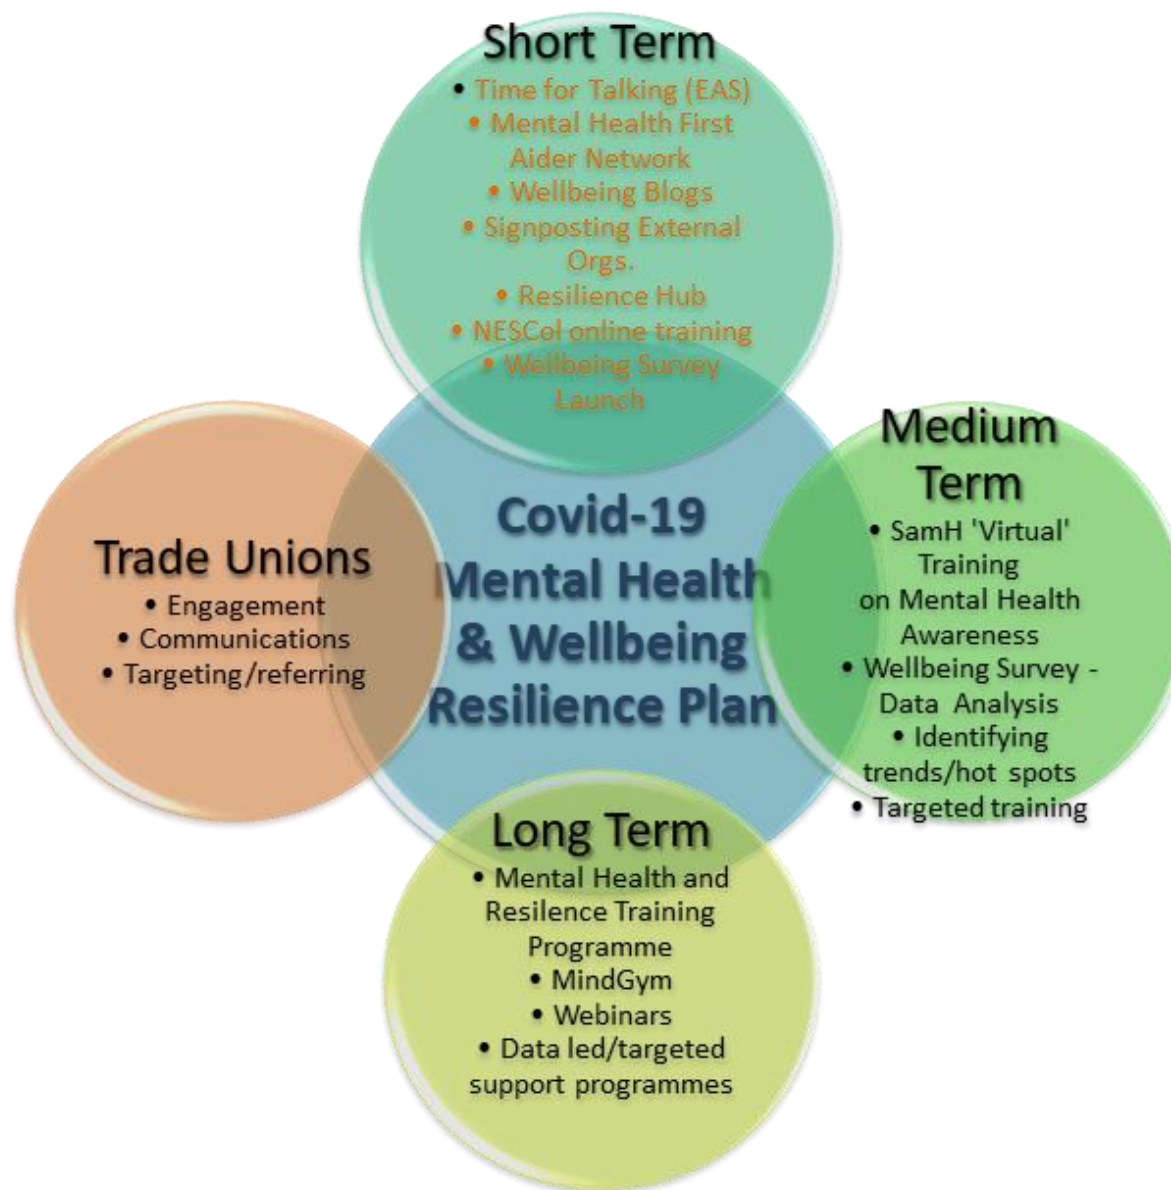 Short Term
• Time for Talking (EAS)
• Mental Health First
Aider Network
• Wellbeing Blogs
• Signposting External
Orgs.
• Resilience Hub
• NESCol online training
• Wellbeing Survey
Launch
Trade Unions
• Engagement
• Communications
• Targeting/referring
Covid-19
Mental Health
& Wellbeing
Resilience Plan
Medium
Term
• SamH 'Virtual'
Training
on Mental Health
Awareness
• Wellbeing Survey -
Data Analysis
• Identifying
trends/hot spots
• Targeted training
Long Term
• Mental Health and
Resilence Training
Programme
• MindGym
• Webinars
• Data led/targeted
support programmes